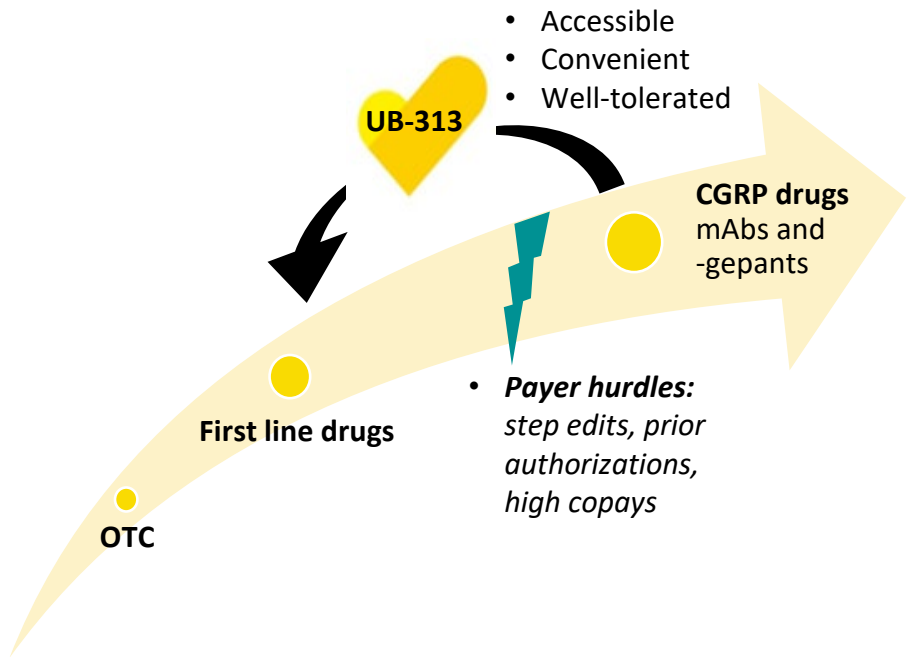 • Accessible
• Convenient
• Well-tolerated
UB-313
CGRP drugs
mAbs and
-gepants
• Payer hurdles:
step edits, prior
authorizations,
high copays
First line drugs
OTC